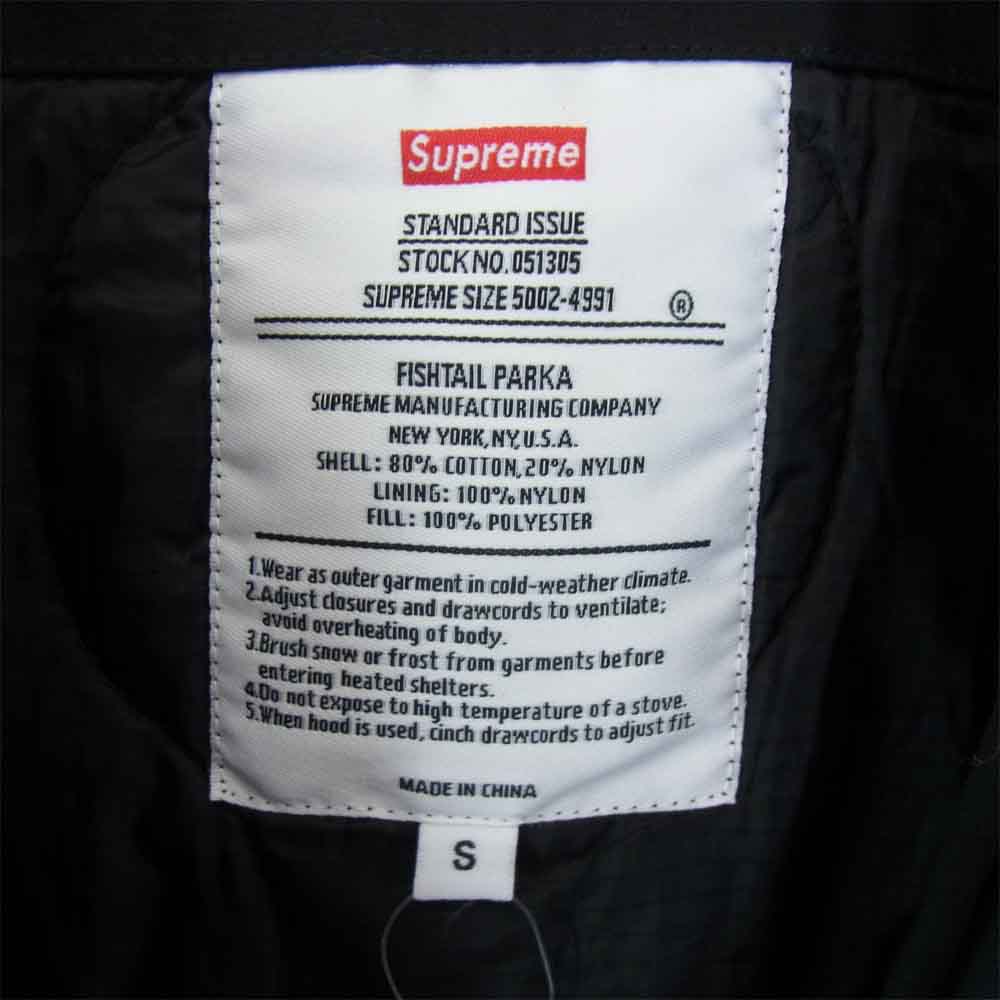 Supreme
STANDARD ISSUE
STOCK NO. 051305
SUPREME SIZE 5002-4991 ®
FISHTAIL PARKA
SUPREME MANUFACTURING COMPANY
NEW YORK, NY, U.S.A.
SHELL: 80% COTTON, 20% NYLON
LINING: 100% NYLON
FILL: 100% POLYESTER
1.Wear as outer garment in cold-weather climate.
2.Adjust closures and drawcords to ventilate;
avoid overheating of body.
3.Brush snow or frost from garments before
entering heated shelters.
4.Do not expose to high temperature of a stove.
5.When hood is used, cinch drawcords to adjust fit.
MADE IN CHINA
S